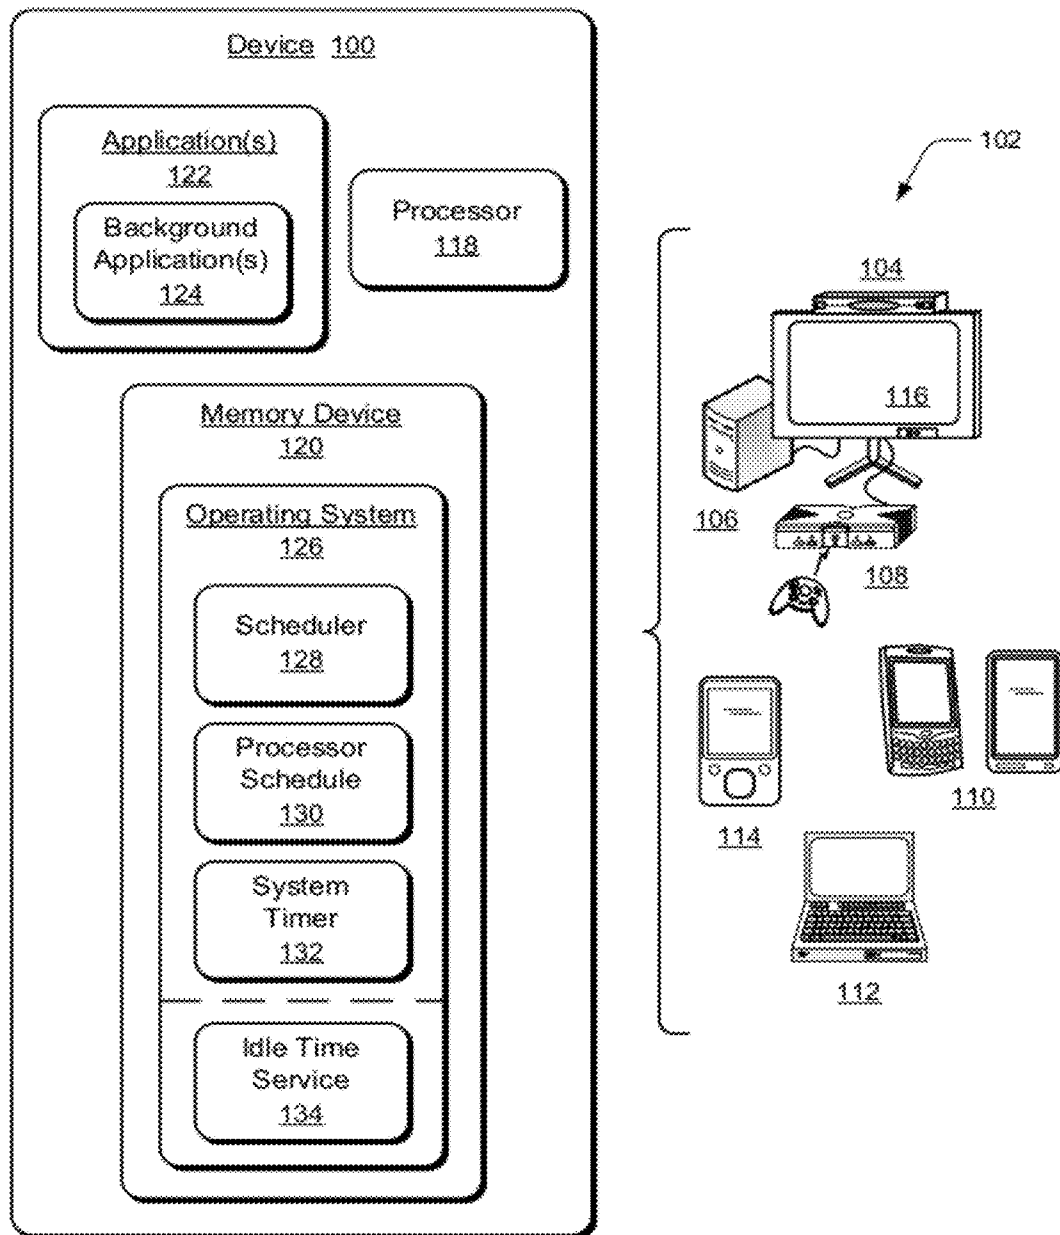 Device 100
Application(s)
122
Background
Application(s)
124
Processor
118
Memory Device
120
Operating System
126
Scheduler
128
Processor
Schedule
130
System
Timer
132
Idle Time
Service
134
102
104
116
106
108
110
114
112